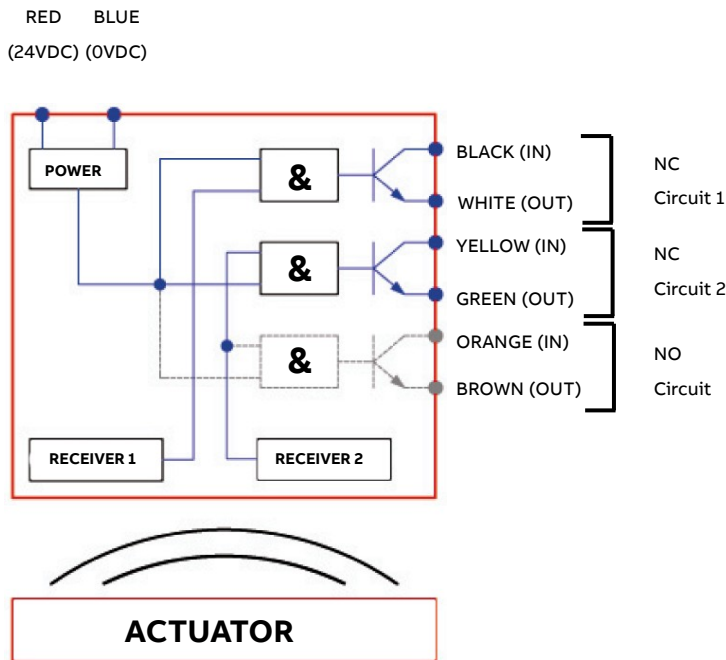 RED BLUE
(24VDC) (0VDC)
POWER
&
BLACK (IN)
WHITE (OUT)
NC
Circuit 1
&
YELLOW (IN)
GREEN (OUT)
NC
Circuit 2
&
ORANGE (IN)
BROWN (OUT)
NO
Circuit
RECEIVER 1
RECEIVER 2
ACTUATOR